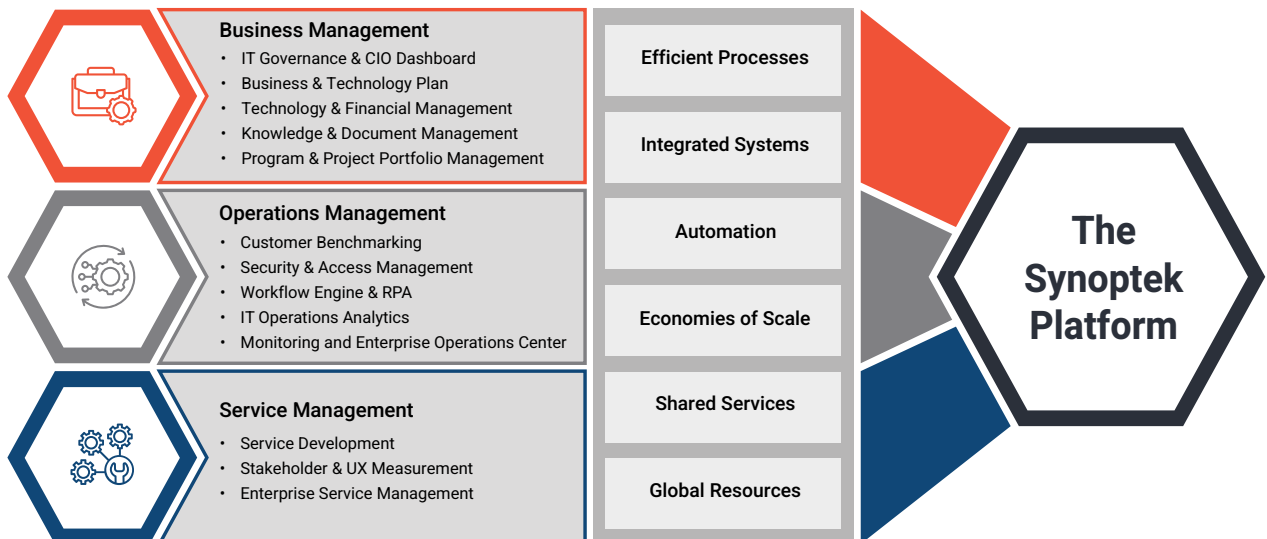 Business Management
• IT Governance & CIO Dashboard
• Business & Technology Plan
• Technology & Financial Management
• Knowledge & Document Management
• Program & Project Portfolio Management
Operations Management
• Customer Benchmarking
• Security & Access Management
• Workflow Engine & RPA
• IT Operations Analytics
• Monitoring and Enterprise Operations Center
Service Management
• Service Development
• Stakeholder & UX Measurement
• Enterprise Service Management
Efficient Processes
Integrated Systems
Automation
Economies of Scale
Shared Services
Global Resources
The
Synoptek
Platform